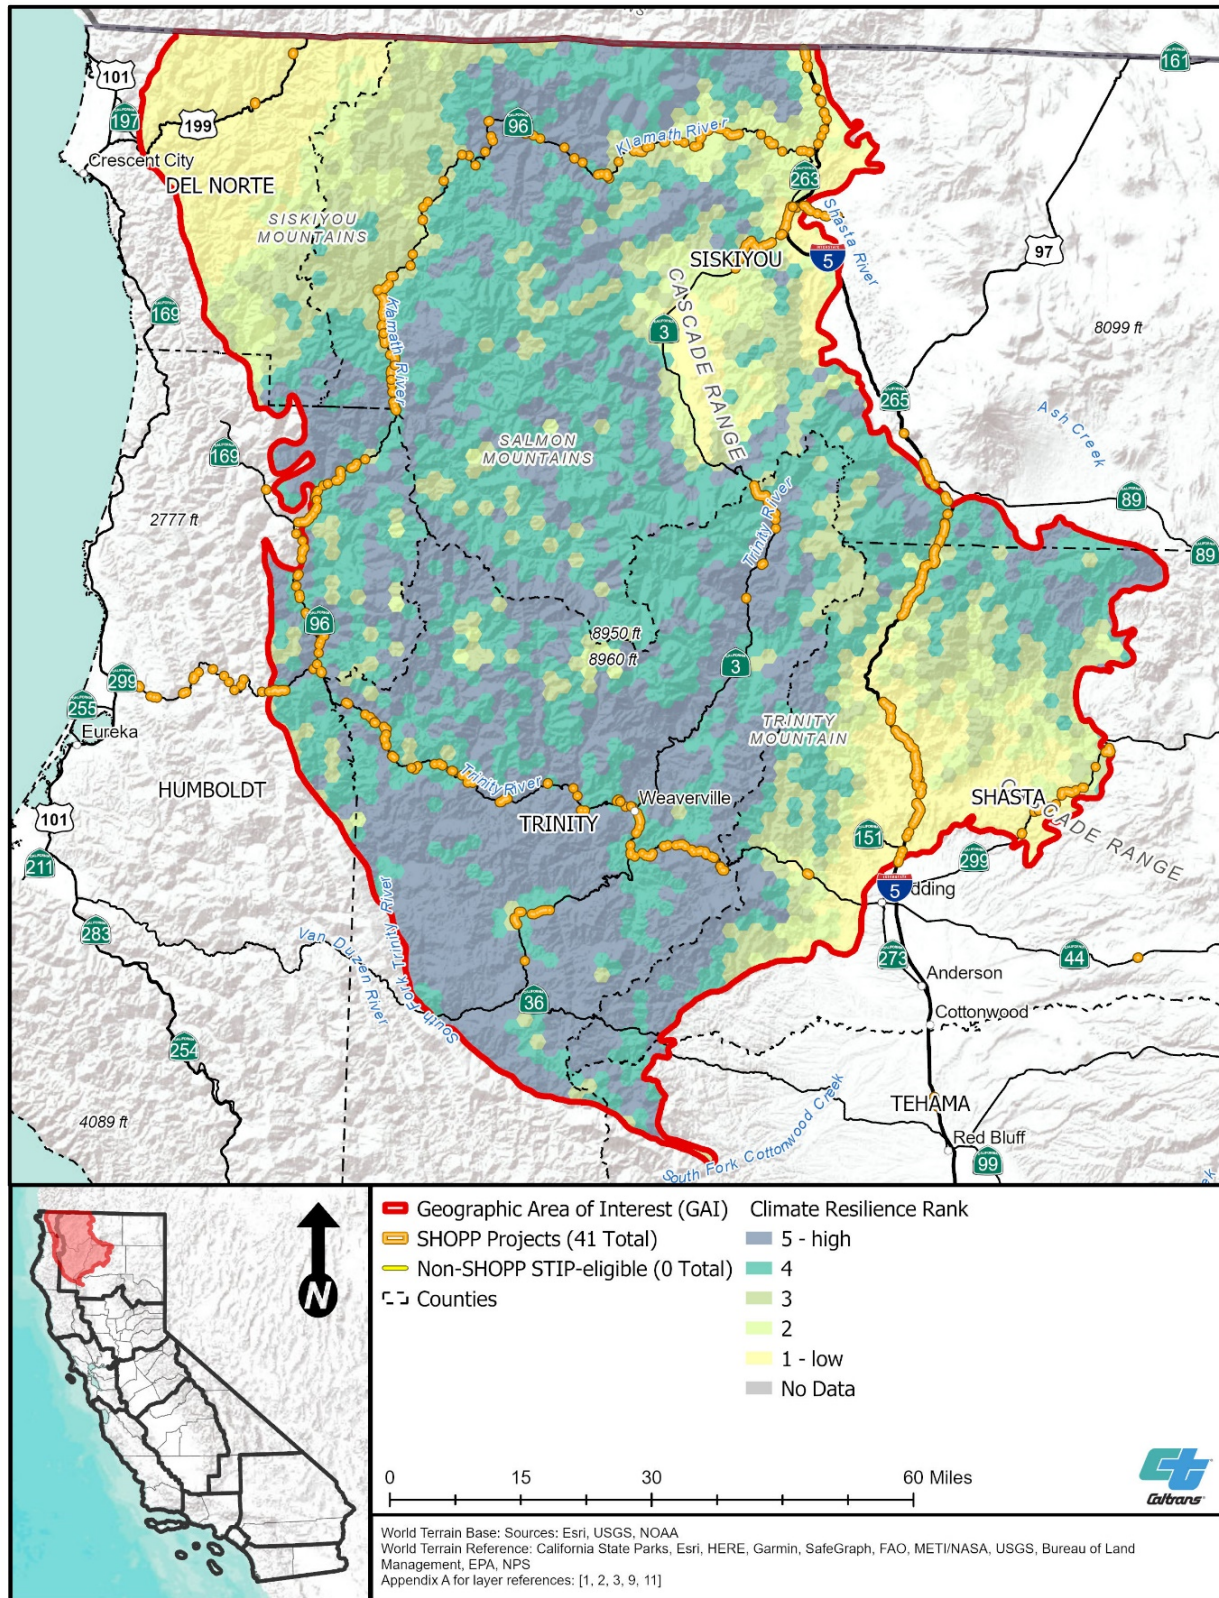 161
101
197
199
96
Klamath River
Crescent City
DEL NORTE
263
SISKIYOU
MOUNTAINS
Shasta River
SISKIYOU
INTERSTATE
5
97
CASCADE RANGE
169
Klamath River
3
8099 ft
265
Ash Creek
SALMON
MOUNTAINS
169
Trinity River
89
2777 ft
89
96
8950 ft
8960 ft
3
299
255
Eureka
TRINITY
MOUNTAIN
Trinity River
HUMBOLDT
Weaverville
SHASTA
CASCADE RANGE
101
TRINITY
151
299
211
5
dding
South Fork Trinity River
283
Van Duzen River
273
44
Anderson
36
Cottonwood
254
4089 ft
TEHAMA
South Fork Cottonwood Creek
Red Bluff
99
N
Geographic Area of Interest (GAI)
SHOPP Projects (41 Total)
Non-SHOPP STIP-eligible (0 Total)
Counties
Climate Resilience Rank
5 - high
4
3
2
1 - low
No Data
0 15 30 60 Miles
Caltrans
World Terrain Base: Sources: Esri, USGS, NOAA
World Terrain Reference: California State Parks, Esri, HERE, Garmin, SafeGraph, FAO, METI/NASA, USGS, Bureau of Land
Management, EPA, NPS
Appendix A for layer references: [1, 2, 3, 9, 11]